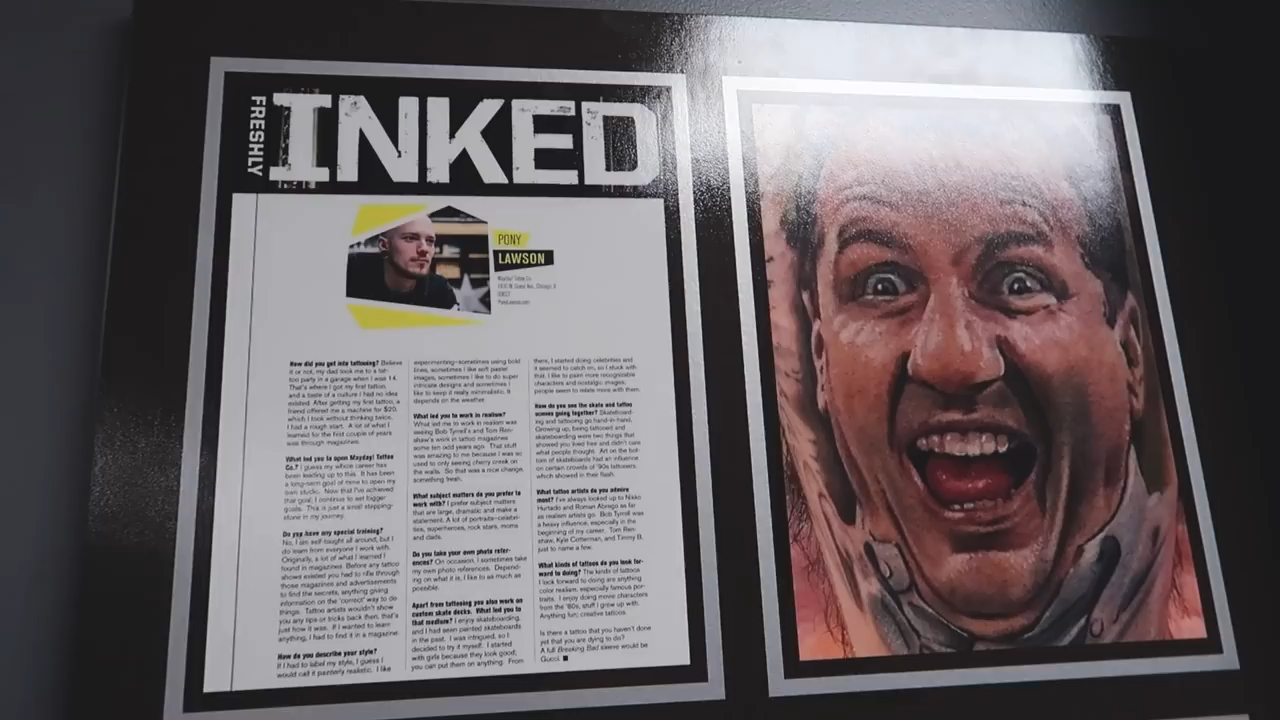 FRESHLY
INKED
PONY
LAWSON
Mayday! Tattoo Co.
PonyLawson.com
How did you get into tattooing? Believe
it or not, my dad took me to a tat-
too party in a garage when I was 14.
That's where I got my first tattoo,
and a taste of a culture I had no idea
existed. After getting my first tattoo, a
friend offered me a machine for $20,
which I took without thinking twice.
I had a rough start. A lot of what I
learned for the first couple of years
was through magazines.
What led you to open Mayday! Tattoo
Co.? I guess my whole career has
been leading up to this. It has been
a long-term goal of mine to open my
own studio. Now that I've achieved
that goal, I continue to set bigger
goals. This is just a small stepping-
stone in my journey.
Do you have any special training?
No, I am self-taught all around, but I
do learn from everyone I work with.
Originally, a lot of what I learned I
found in magazines. Before any tattoo
shows existed you had to rifle through
those magazines and advertisements
to find the secrets, anything giving
information on the 'correct' way to do
things. Tattoo artists wouldn't show
you any tips or tricks back then, that's
just how it was. If I wanted to learn
anything, I had to find it in a magazine.
How do you describe your style?
If I had to label my style, I guess I
would call it painterly realistic. I like
experimenting—sometimes using bold
lines, sometimes I like soft pastel
images, sometimes I like to do super
intricate designs and sometimes I
like to keep it really minimalistic. It
depends on the weather.
What led you to work in realism?
What led me to work in realism was
seeing Bob Tyrrell's and Tom Ren-
shaw's work in tattoo magazines
some ten odd years ago. That stuff
was amazing to me because I was so
used to only seeing cherry creek on
the walls. So that was a nice change,
something fresh.
What subject matters do you prefer to
work with? I prefer subject matters
that are large, dramatic and make a
statement. A lot of portraits—celebri-
ties, superheroes, rock stars, moms
and dads.
Do you take your own photo refer-
ences? On occasion, I sometimes take
my own photo references. Depend-
ing on what it is, I like to as much as
possible.
Apart from tattooing you also work on
custom skate decks. What led you to
that medium? I enjoy skateboarding,
and I had seen painted skateboards
in the past. I was intrigued, so I
decided to try it myself. I started
with girls because they look good;
you can put them on anything. From
there, I started doing celebrities and
it seemed to catch on, so I stuck with
that. I like to paint more recognizable
characters and nostalgic images;
people seem to relate more with them.
How do you see the skate and tattoo
scenes going together? Skateboard-
ing and tattooing go hand-in-hand.
Growing up, being tattooed and
skateboarding were two things that
showed you lived free and didn't care
what people thought. Art on the bot-
tom of skateboards had an influence
on certain crowds of '90s tattooers,
which showed in their flash.
What tattoo artists do you admire
most? I've always looked up to Nikko
Hurtado and Roman Abrego as far
as realism artists go. Bob Tyrrell was
a heavy influence, especially in the
beginning of my career. Tom Ren-
shaw, Kyle Cotterman, and Timmy B,
just to name a few.
What kinds of tattoos do you look for-
ward to doing? The kinds of tattoos
I look forward to doing are anything
color realism, especially famous por-
traits. I enjoy doing movie characters
from the '80s, stuff I grew up with.
Anything fun; creative tattoos.
Is there a tattoo that you haven't done
yet that you are dying to do?
A full Breaking Bad sleeve would be
Gucci.